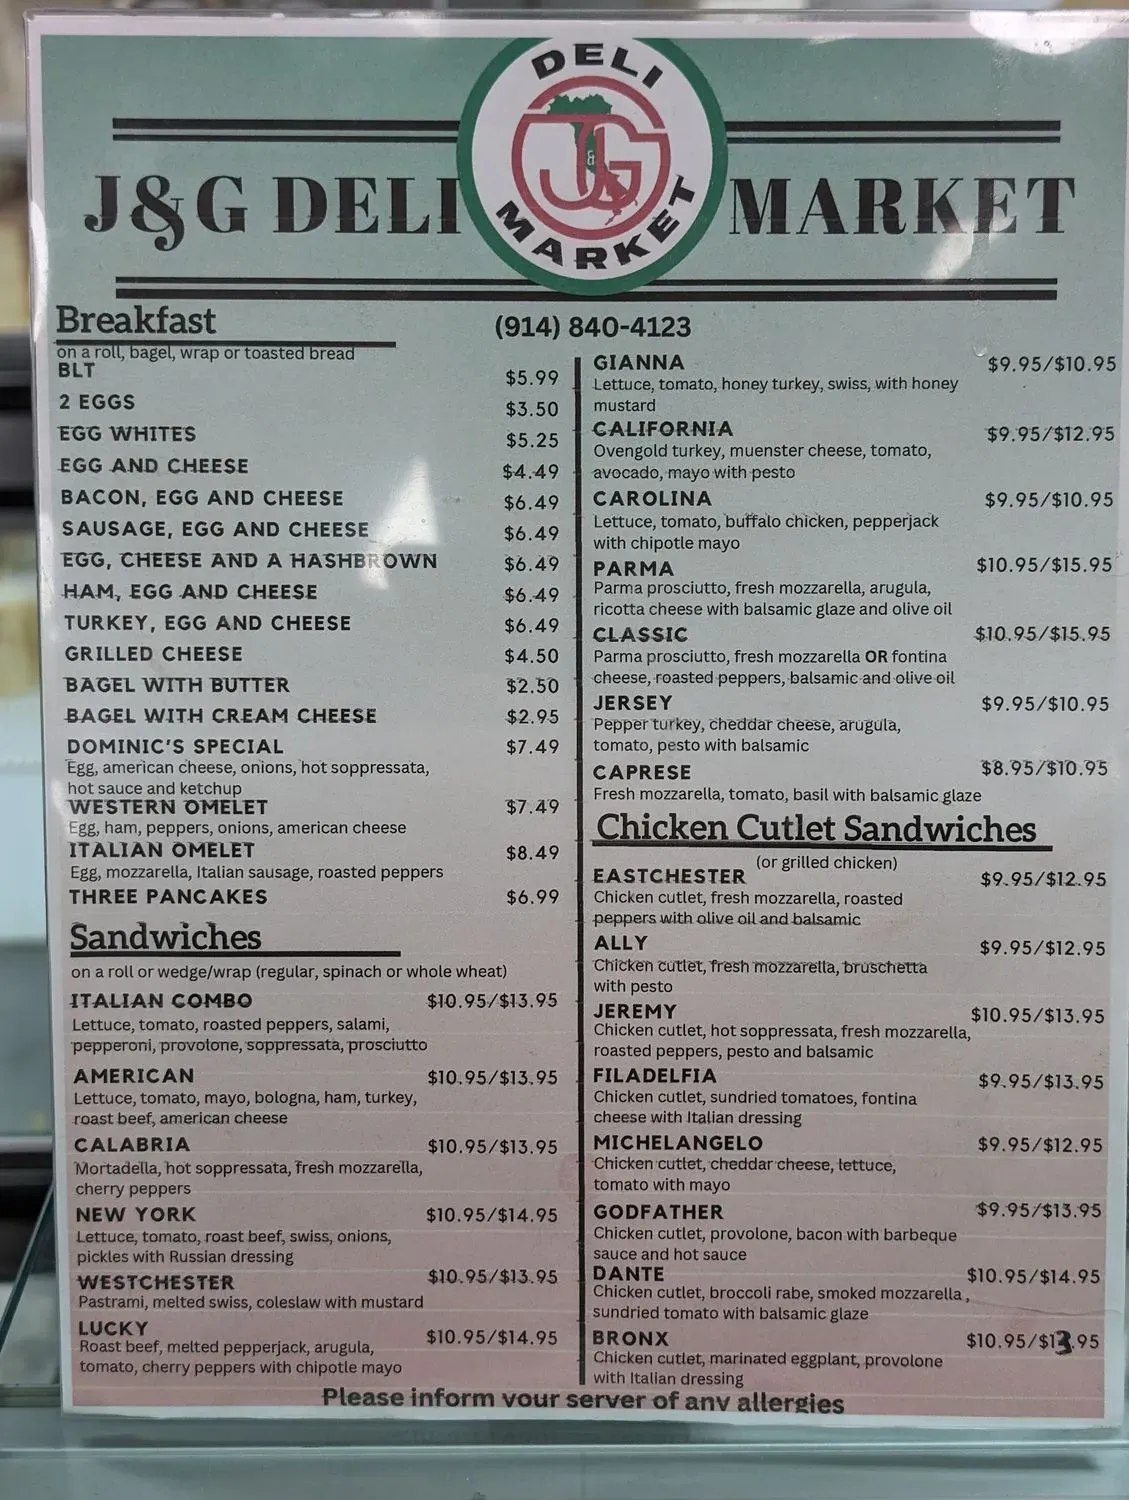 DELI
J&G
MARKET
J&G DELI MARKET
(914) 840-4123
Breakfast
on a roll, bagel, wrap or toasted bread
BLT $5.99
2 EGGS $3.50
EGG WHITES $5.25
EGG AND CHEESE $4.49
BACON, EGG AND CHEESE $6.49
SAUSAGE, EGG AND CHEESE $6.49
EGG, CHEESE AND A HASHBROWN $6.49
HAM, EGG AND CHEESE $6.49
TURKEY, EGG AND CHEESE $6.49
GRILLED CHEESE $4.50
BAGEL WITH BUTTER $2.50
BAGEL WITH CREAM CHEESE $2.95
DOMINIC'S SPECIAL $7.49
Egg, american cheese, onions, hot soppressata,
hot sauce and ketchup
WESTERN OMELET $7.49
Egg, ham, peppers, onions, american cheese
ITALIAN OMELET $8.49
Egg, mozzarella, Italian sausage, roasted peppers
THREE PANCAKES $6.99
Sandwiches
on a roll or wedge/wrap (regular, spinach or whole wheat)
ITALIAN COMBO $10.95/$13.95
Lettuce, tomato, roasted peppers, salami,
pepperoni, provolone, soppressata, prosciutto
AMERICAN $10.95/$13.95
Lettuce, tomato, mayo, bologna, ham, turkey,
roast beef, american cheese
CALABRIA $10.95/$13.95
Mortadella, hot soppressata, fresh mozzarella,
cherry peppers
NEW YORK $10.95/$14.95
Lettuce, tomato, roast beef, swiss, onions,
pickles with Russian dressing
WESTCHESTER $10.95/$13.95
Pastrami, melted swiss, coleslaw with mustard
LUCKY $10.95/$14.95
Roast beef, melted pepperjack, arugula,
tomato, cherry peppers with chipotle mayo
GIANNA $9.95/$10.95
Lettuce, tomato, honey turkey, swiss, with honey
mustard
CALIFORNIA $9.95/$12.95
Ovengold turkey, muenster cheese, tomato,
avocado, mayo with pesto
CAROLINA $9.95/$10.95
Lettuce, tomato, buffalo chicken, pepperjack
with chipotle mayo
PARMA $10.95/$15.95
Parma prosciutto, fresh mozzarella, arugula,
ricotta cheese with balsamic glaze and olive oil
CLASSIC $10.95/$15.95
Parma prosciutto, fresh mozzarella OR fontina
cheese, roasted peppers, balsamic and olive oil
JERSEY $9.95/$10.95
Pepper turkey, cheddar cheese, arugula,
tomato, pesto with balsamic
CAPRESE $8.95/$10.95
Fresh mozzarella, tomato, basil with balsamic glaze
Chicken Cutlet Sandwiches
(or grilled chicken)
EASTCHESTER $9.95/$12.95
Chicken cutlet, fresh mozzarella, roasted
peppers with olive oil and balsamic
ALLY $9.95/$12.95
Chicken cutlet, fresh mozzarella, bruschetta
with pesto
JEREMY $10.95/$13.95
Chicken cutlet, hot soppressata, fresh mozzarella,
roasted peppers, pesto and balsamic
FILADELFIA $9.95/$13.95
Chicken cutlet, sundried tomatoes, fontina
cheese with Italian dressing
MICHELANGELO $9.95/$12.95
Chicken cutlet, cheddar cheese, lettuce,
tomato with mayo
GODFATHER $9.95/$13.95
Chicken cutlet, provolone, bacon with barbeque
sauce and hot sauce
DANTE $10.95/$14.95
Chicken cutlet, broccoli rabe, smoked mozzarella ,
sundried tomato with balsamic glaze
BRONX $10.95/$13.95
Chicken cutlet, marinated eggplant, provolone
with Italian dressing
Please inform your server of any allergies